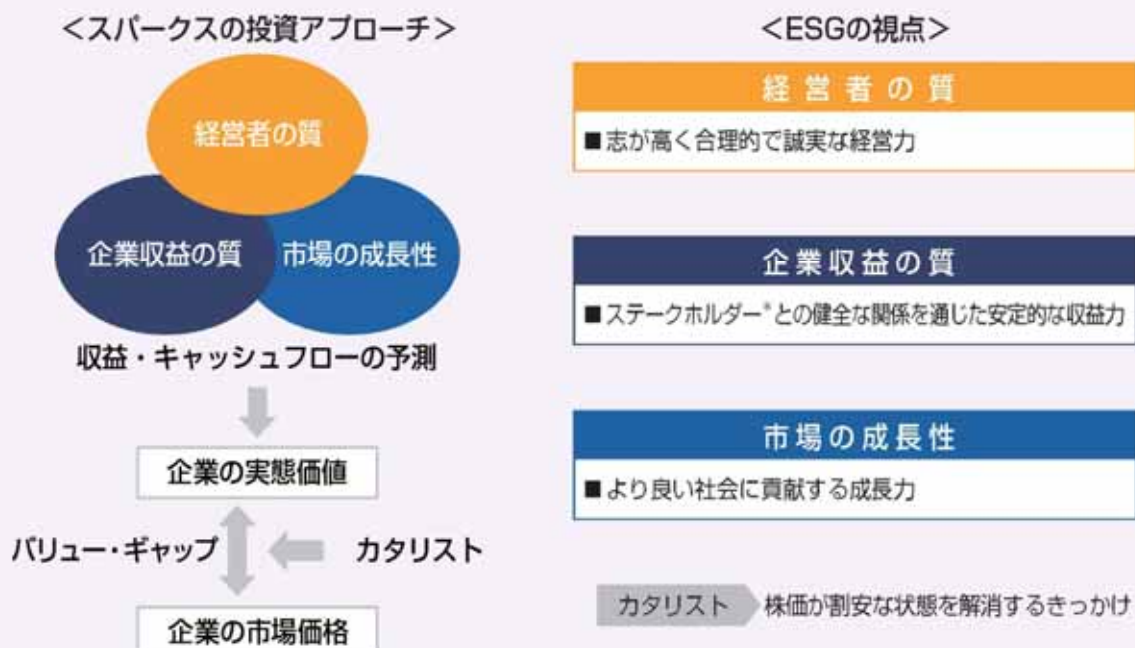 ＜スパークスの投資アプローチ＞
経営者の質
企業収益の質
市場の成長性
収益・キャッシュフローの予測
企業の実態価値
バリュー・ギャップ
カタリスト
企業の市場価格
＜ESGの視点＞
経営者の質
■志が高く合理的で誠実な経営力
企業収益の質
■ステークホルダー*との健全な関係を通じた安定的な収益力
市場の成長性
■より良い社会に貢献する成長力
カタリスト 株価が割安な状態を解消するきっかけ